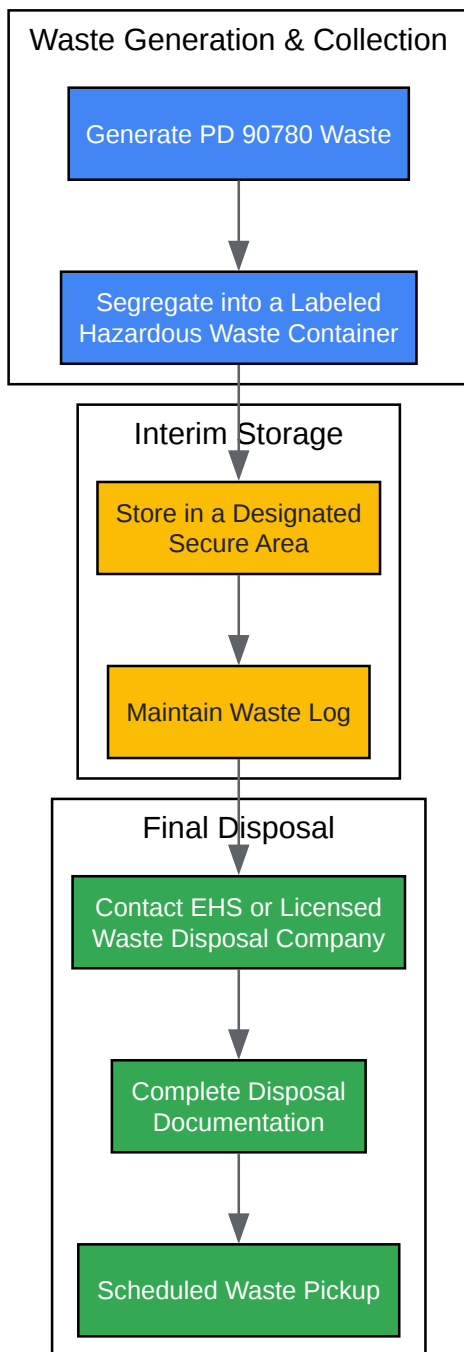 Waste Generation & Collection
Generate PD 90780 Waste
Segregate into a Labeled
Hazardous Waste Container
Interim Storage
Store in a Designated
Secure Area
Maintain Waste Log
Final Disposal
Contact EHS or Licensed
Waste Disposal Company
Complete Disposal
Documentation
Scheduled Waste Pickup